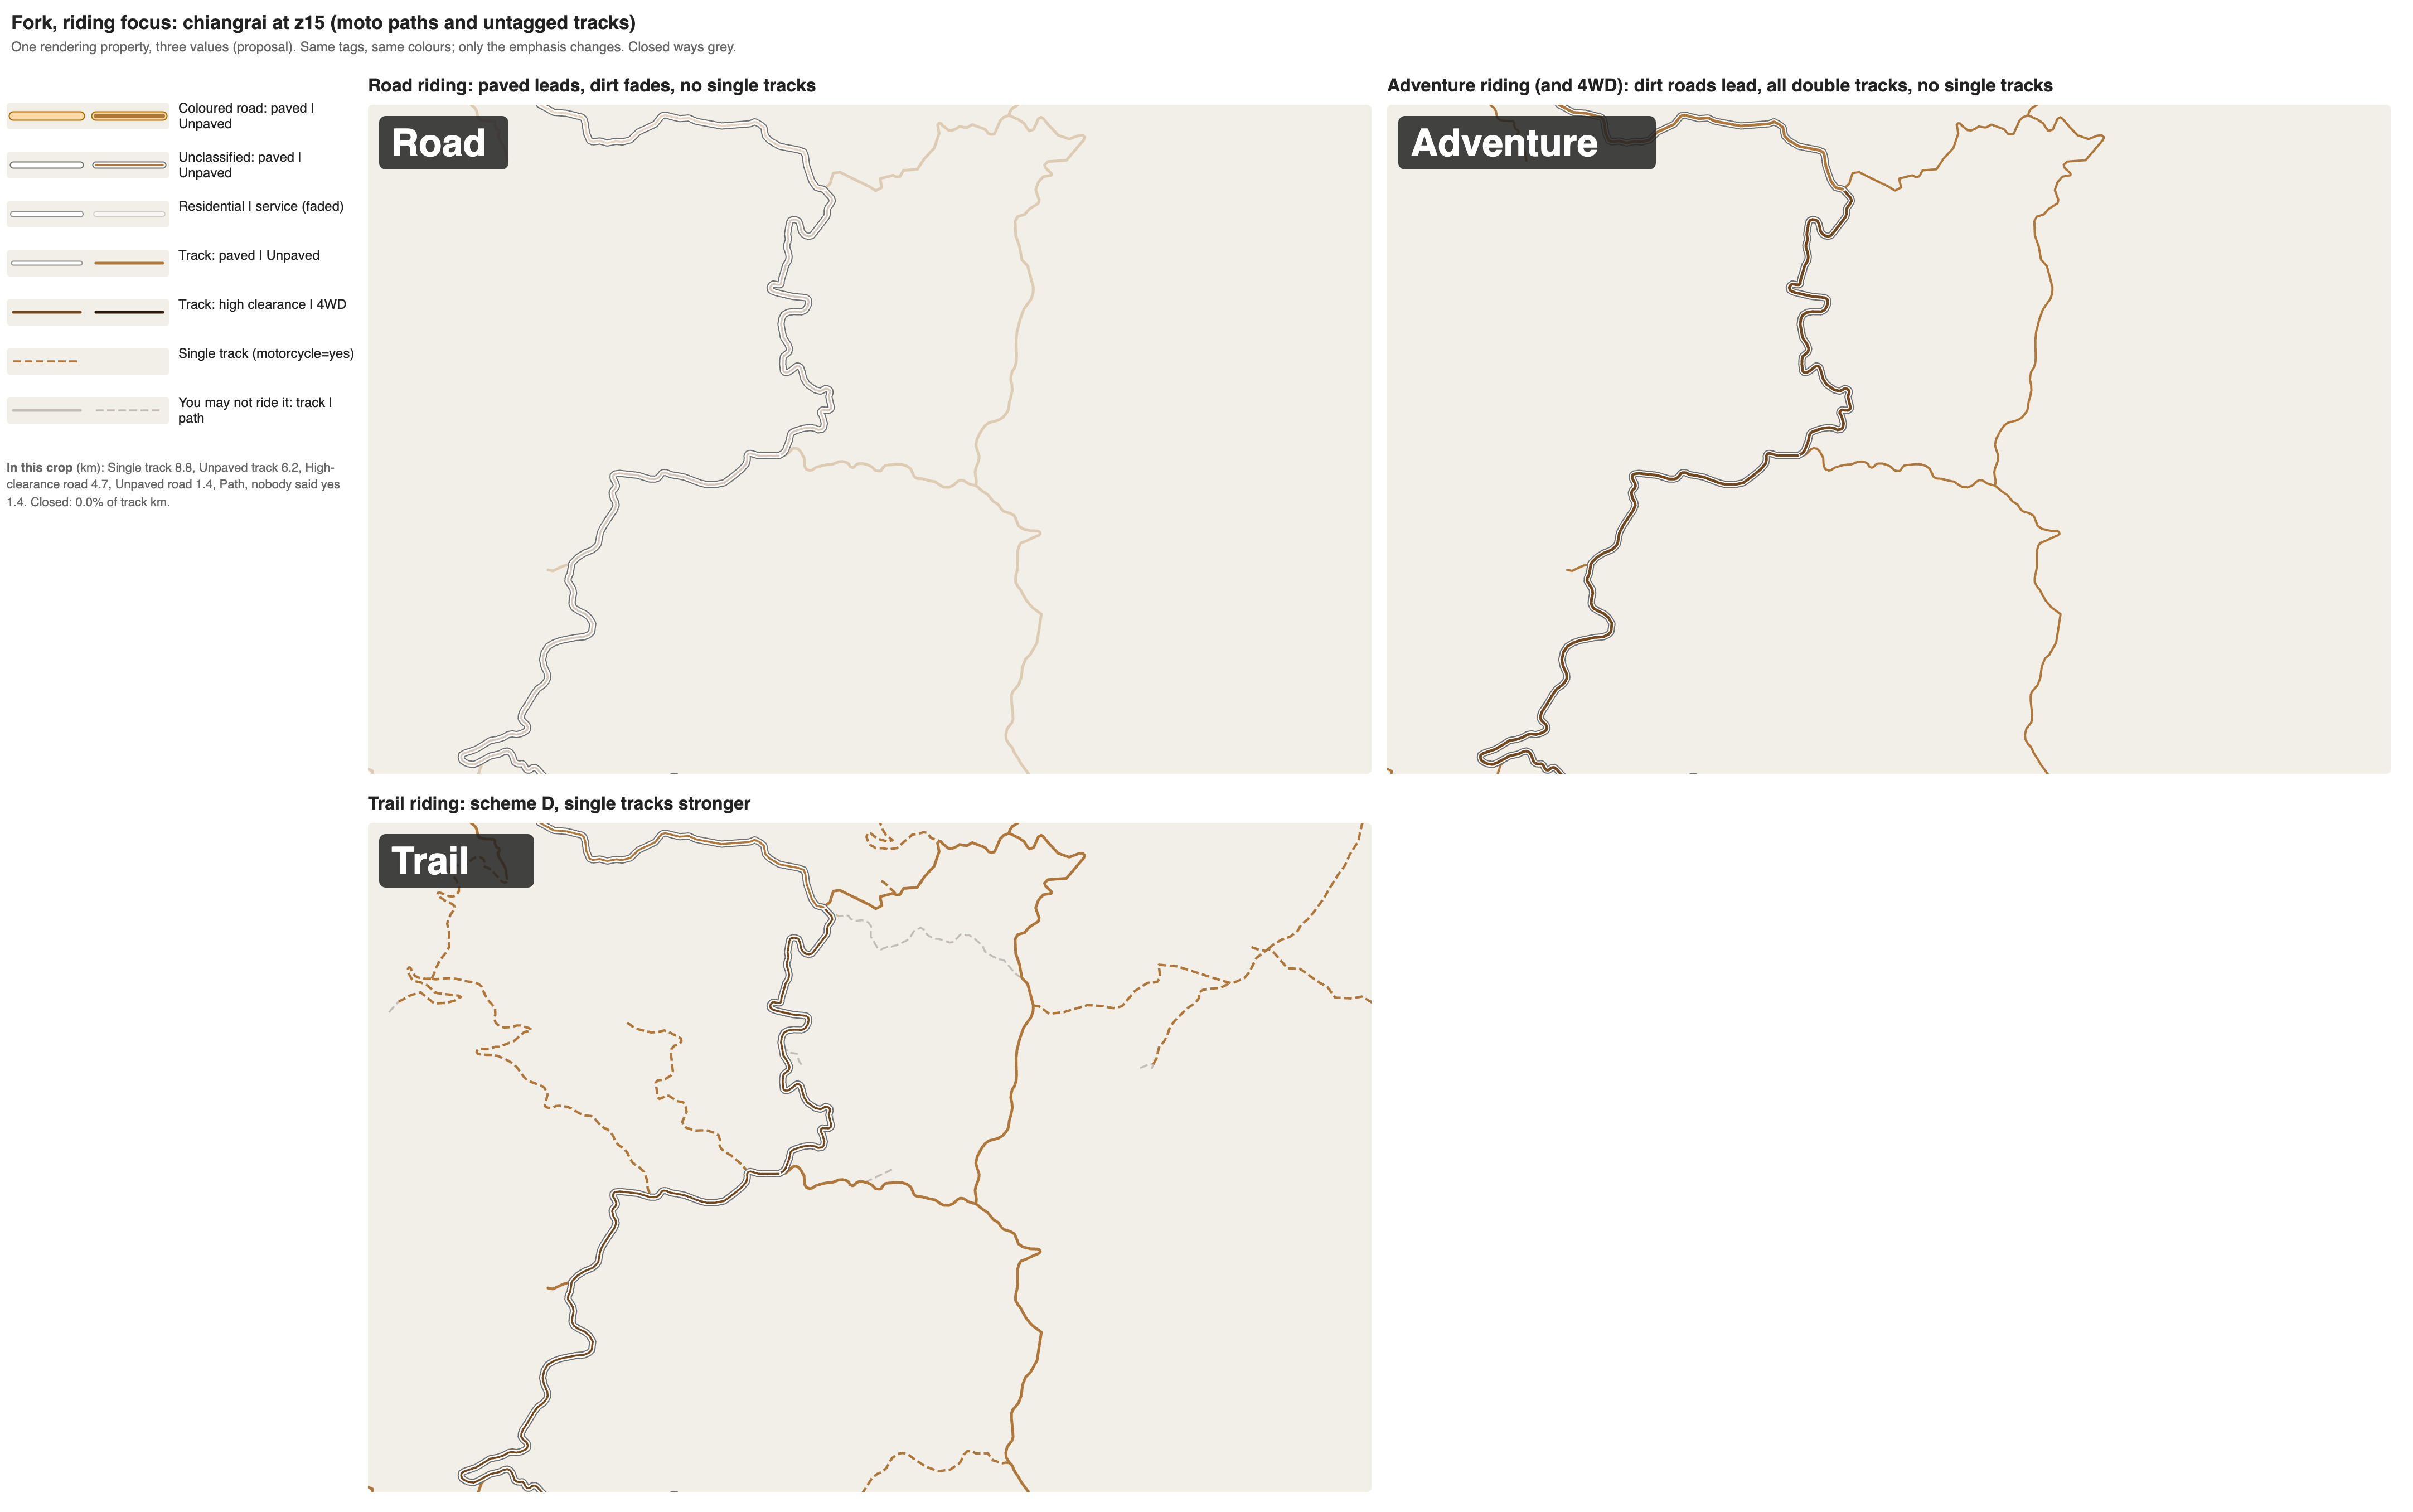 Fork, riding focus: chiangrai at z15 (moto paths and untagged tracks)
One rendering property, three values (proposal). Same tags, same colours; only the emphasis changes. Closed ways grey.
Coloured road: paved |
Unpaved
Unclassified: paved |
Unpaved
Residential | service (faded)
Track: paved | Unpaved
Track: high clearance | 4WD
Single track (motorcycle=yes)
You may not ride it: track |
path
In this crop (km): Single track 8.8, Unpaved track 6.2, High-
clearance road 4.7, Unpaved road 1.4, Path, nobody said yes
1.4. Closed: 0.0% of track km.
Road riding: paved leads, dirt fades, no single tracks
Road
Adventure riding (and 4WD): dirt roads lead, all double tracks, no single tracks
Adventure
Trail riding: scheme D, single tracks stronger
Trail